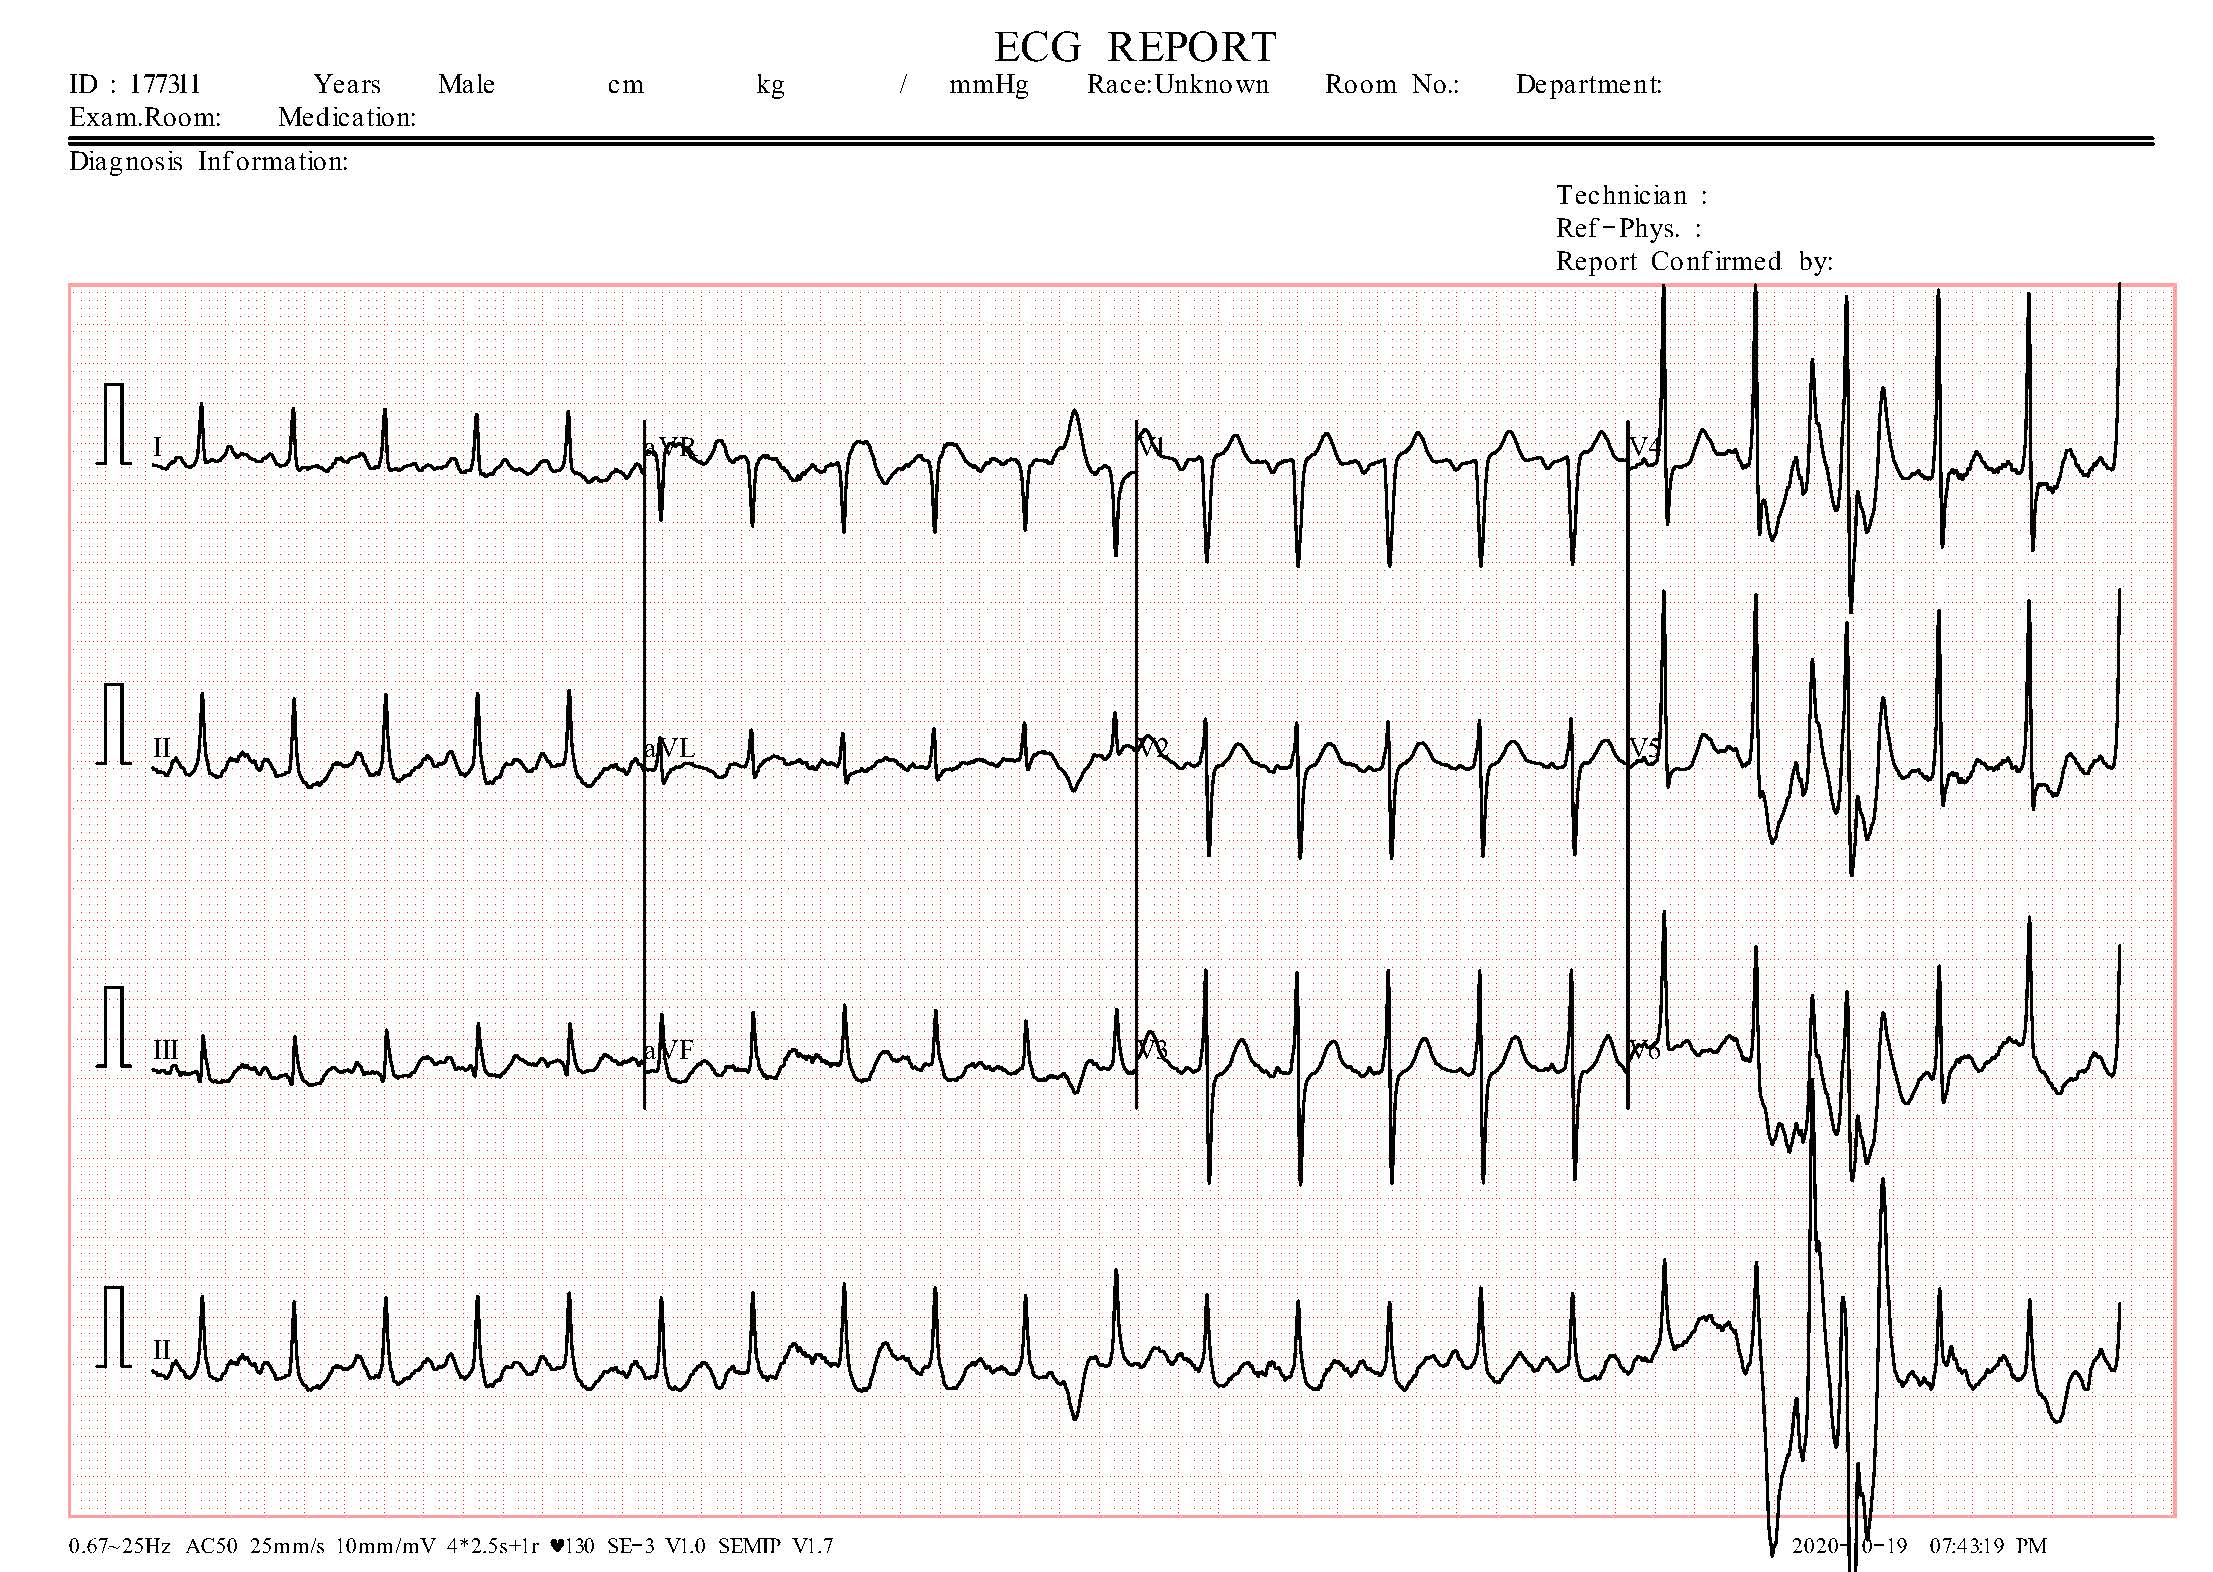 ECG REPORT
ID : 177311 Years Male cm kg / mmHg Race:Unknown Room No.: Department:
Exam.Room: Medication:
Diagnosis Information:
Technician :
Ref-Phys. :
Report Confirmed by:
I aVR V1 V4
II aVL V2 V5
III aVF V3 V6
II
0.67~25Hz AC50 25mm/s 10mm/mV 4*2.5s+1r ♥130 SE-3 V1.0 SEMIP V1.7 2020-10-19 07:43:19 PM